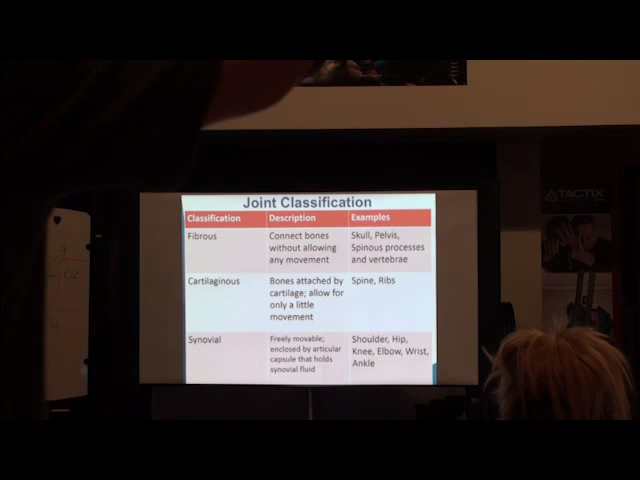 Joint Classification
Classification Description Examples
Fibrous Connect bones without allowing any movement Skull, Pelvis, Spinous processes and vertebrae
Cartilaginous Bones attached by cartilage; allow for only a little movement Spine, Ribs
Synovial Freely movable; enclosed by articular capsule that holds synovial fluid Shoulder, Hip, Knee, Elbow, Wrist, Ankle
TACTIX